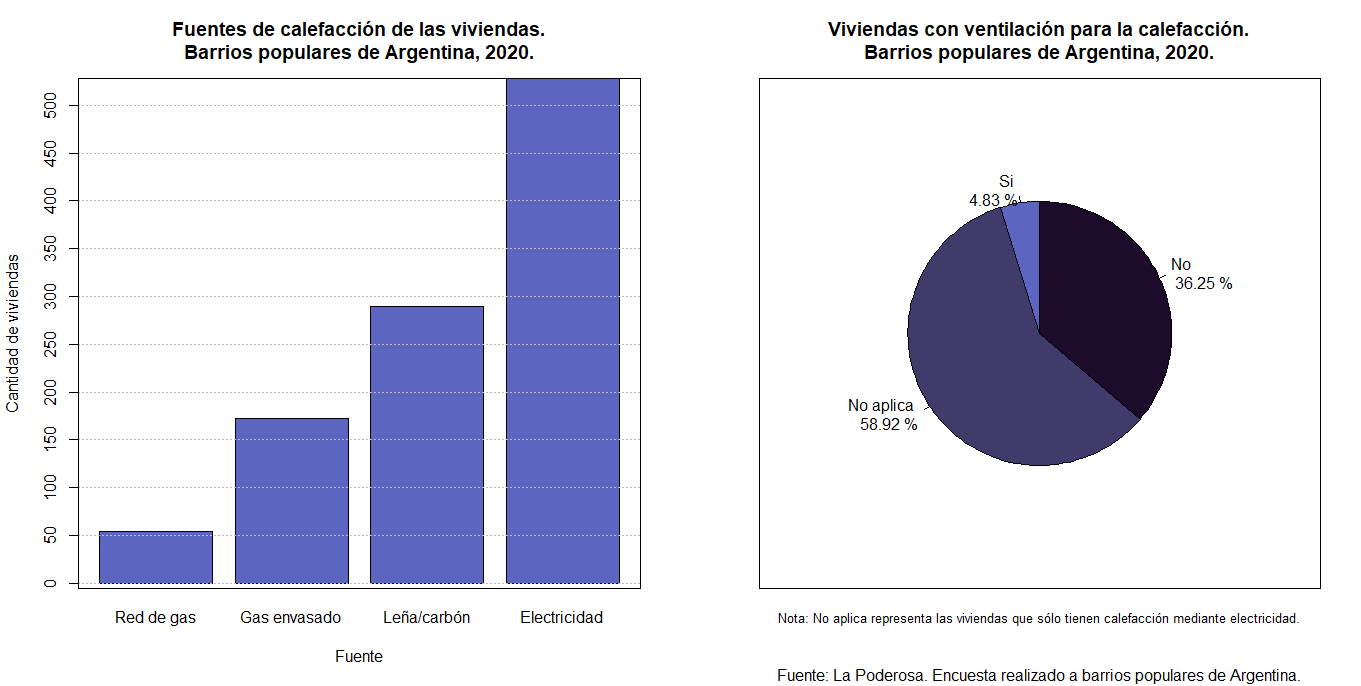 Fuentes de calefacción de las viviendas.
Barrios populares de Argentina, 2020.
Cantidad de viviendas
500
450
400
350
300
250
200
150
100
50
0
Red de gas
Gas envasado
Leña/carbón
Electricidad
Fuente
Viviendas con ventilación para la calefacción.
Barrios populares de Argentina, 2020.
Si
4.83 %
No
36.25 %
No aplica
58.92 %
Nota: No aplica representa las viviendas que sólo tienen calefacción mediante electricidad.
Fuente: La Poderosa. Encuesta realizado a barrios populares de Argentina.